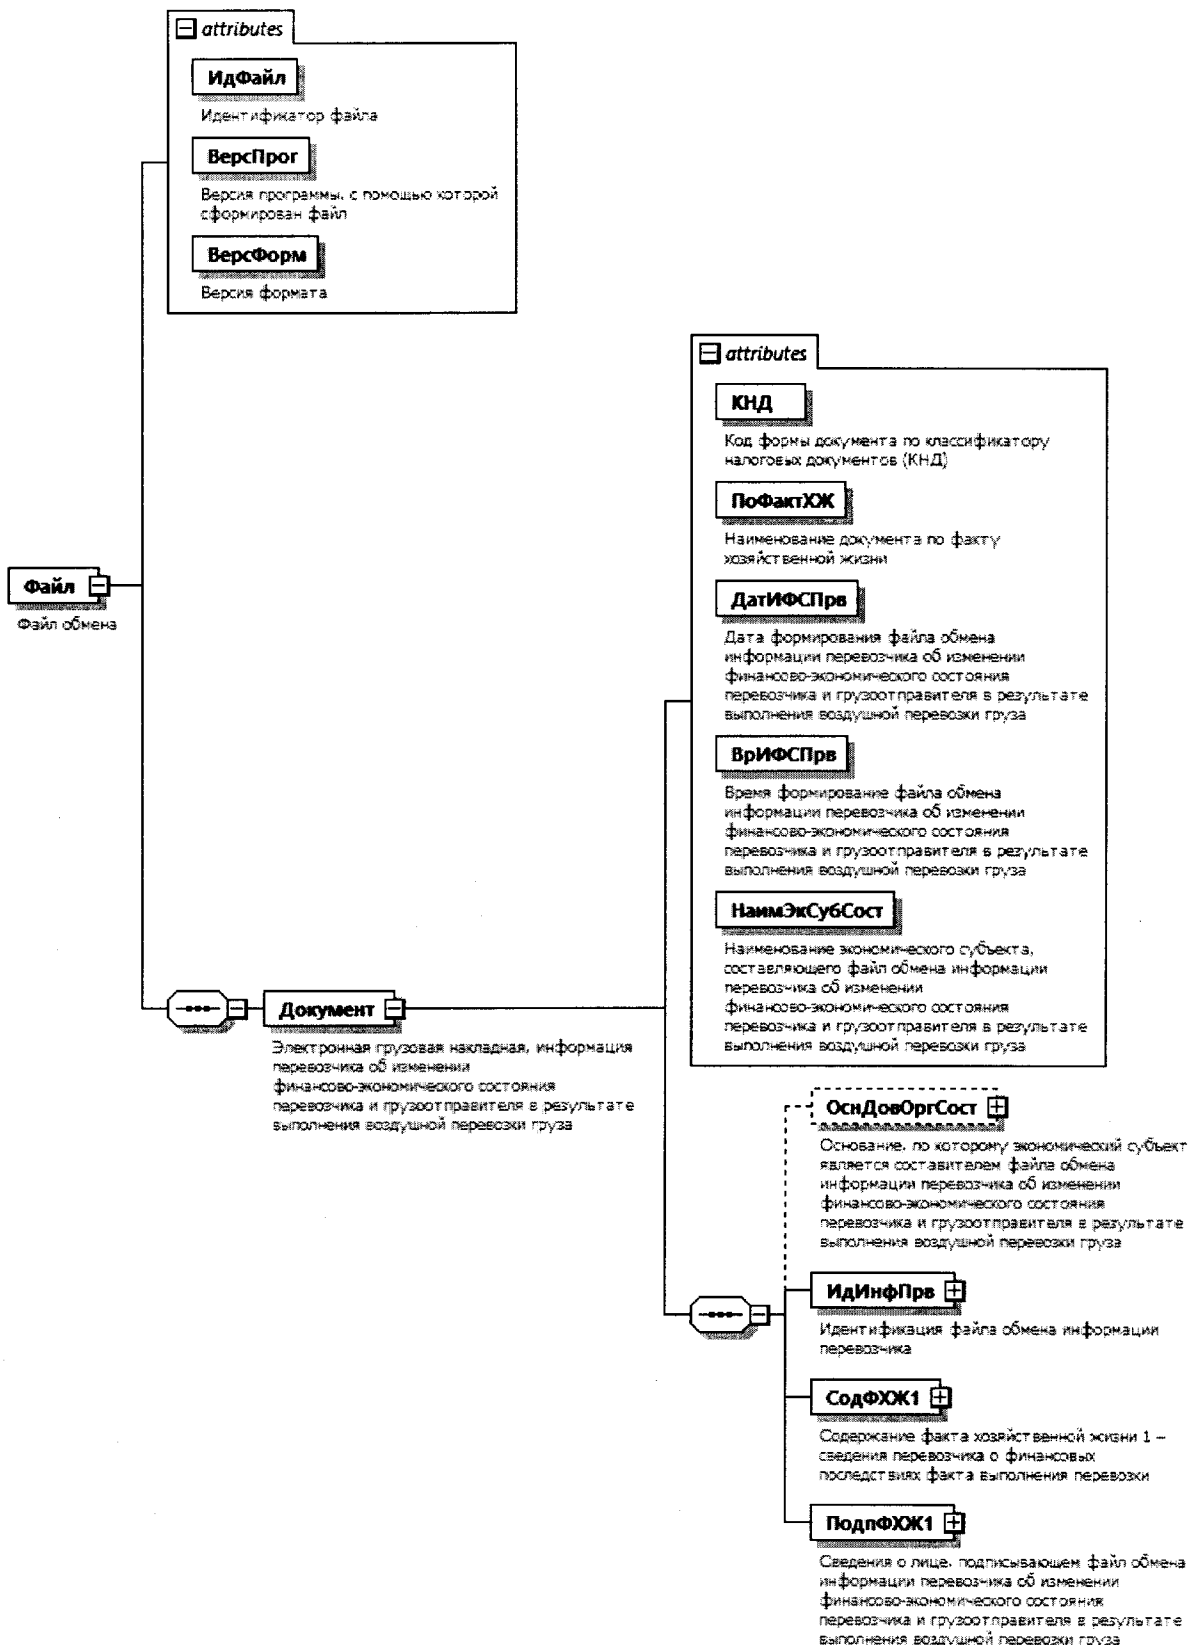 attributes
ИдФайл
Идентификатор файла
ВерсПрог
Версия программы, с помощью которой
сформирован файл
ВерсФорм
Версия формата
attributes
КНД
Код формы документа по классификатору
налоговых документов (КНД)
ПоФактХЖ
Наименование документа по факту
хозяйственной жизни
ДатИФСПрв
Дата формирования файла обмена
информации перевозчика об изменении
финансово-экономического состояния
перевозчика и грузоотправителя в результате
выполнения воздушной перевозки груза
ВрИФСПрв
Время формирование файла обмена
информации перевозчика об изменении
финансово-экономического состояния
перевозчика и грузоотправителя в результате
выполнения воздушной перевозки груза
НаимЭкСубСост
Наименование экономического субъекта,
составляющего файл обмена информации
перевозчика об изменении
финансово-экономического состояния
перевозчика и грузоотправителя в результате
выполнения воздушной перевозки груза
Файл
Файл обмена
Документ
Электронная грузовая накладная, информация
перевозчика об изменении
финансово-экономического состояния
перевозчика и грузоотправителя в результате
выполнения воздушной перевозки груза
ОснДовОргСост
Основание, по которому экономический субъект
является составителем файла обмена
информации перевозчика об изменении
финансово-экономического состояния
перевозчика и грузоотправителя в результате
выполнения воздушной перевозки груза
ИдИнфПрв
Идентификация файла обмена информации
перевозчика
СодФХЖ1
Содержание факта хозяйственной жизни 1 –
сведения перевозчика о финансовых
последствиях факта выполнения перевозки
ПодпФХЖ1
Сведения о лице, подписывающем файл обмена
информации перевозчика об изменении
финансово-экономического состояния
перевозчика и грузоотправителя в результате
выполнения воздушной перевозки груза